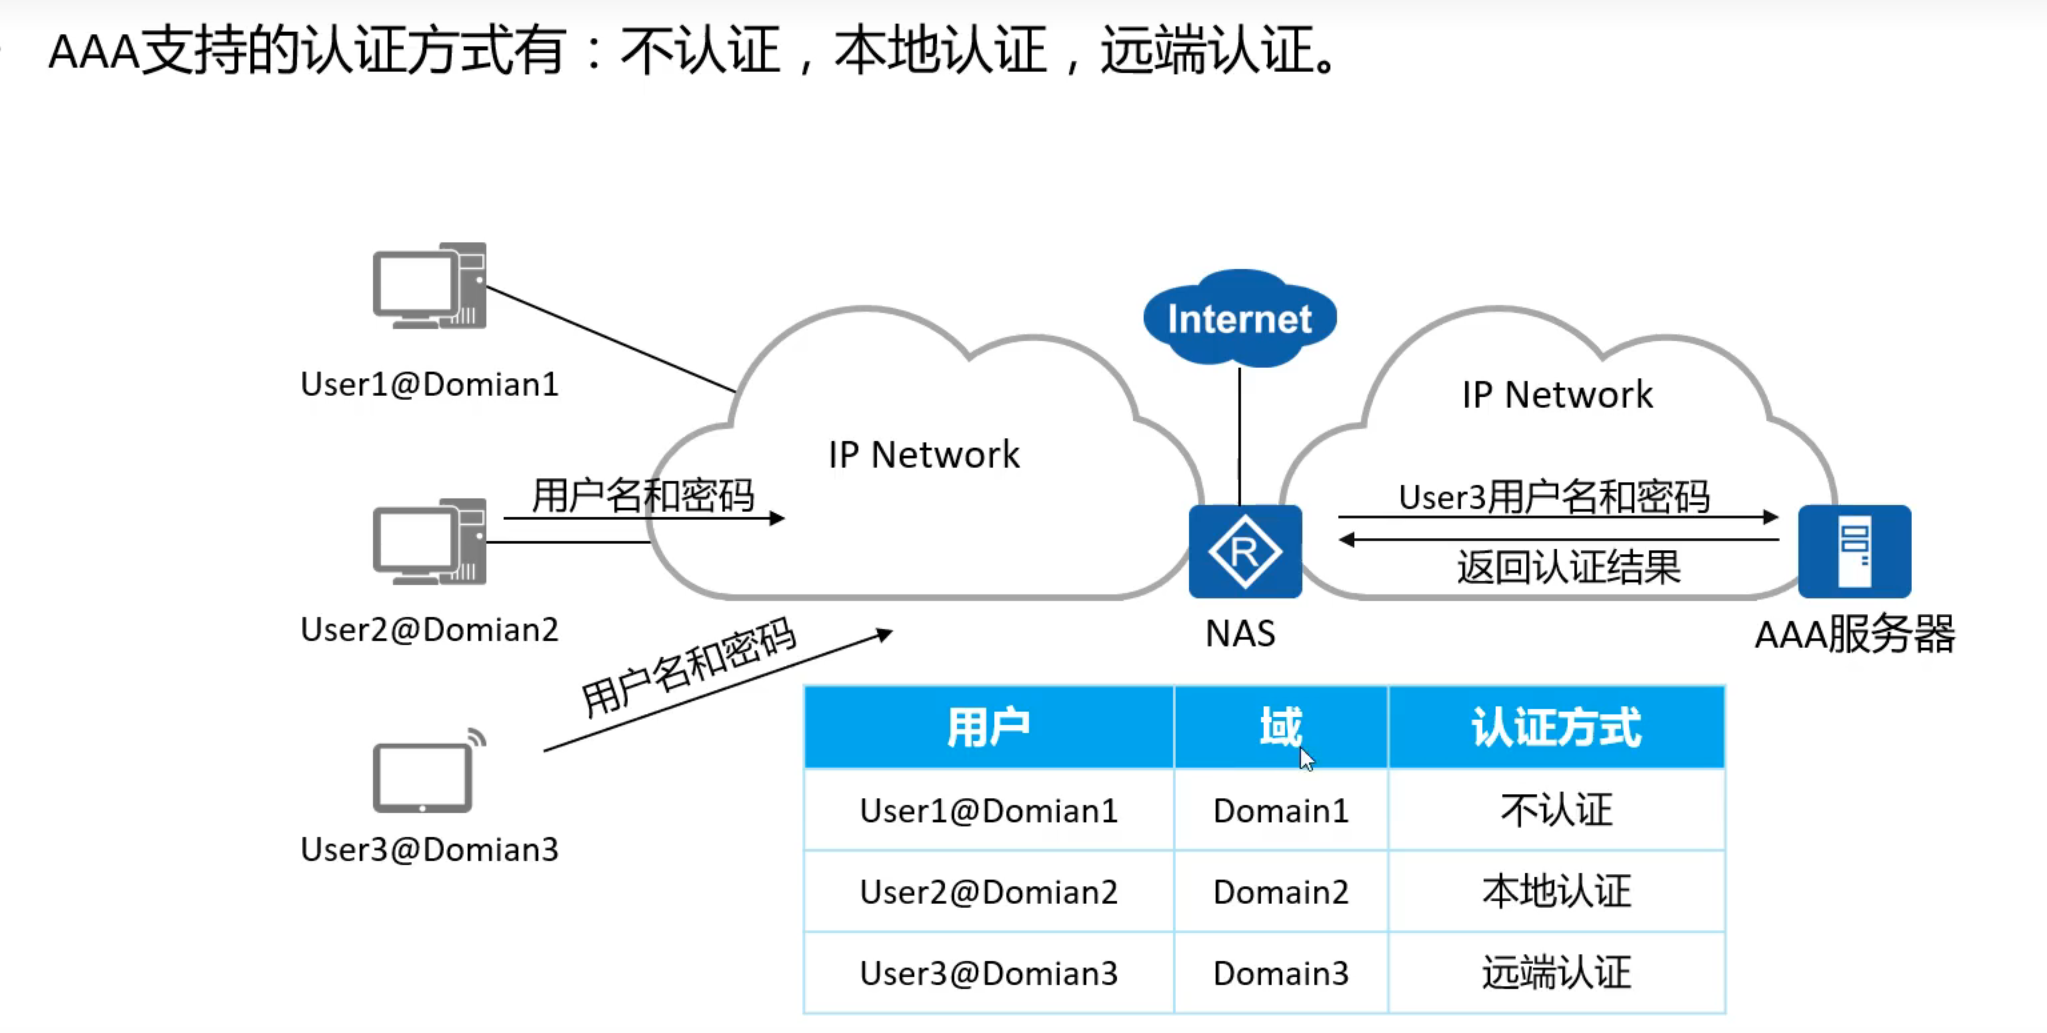 AAA支持的认证方式有：不认证，本地认证，远端认证。
Internet
User1@Domian1
IP Network
IP Network
用户名和密码
User3用户名和密码
返回认证结果
User2@Domian2
NAS
AAA服务器
用户名和密码
User3@Domian3
用户 域 认证方式
User1@Domian1 Domain1 不认证
User2@Domian2 Domain2 本地认证
User3@Domian3 Domain3 远端认证
R